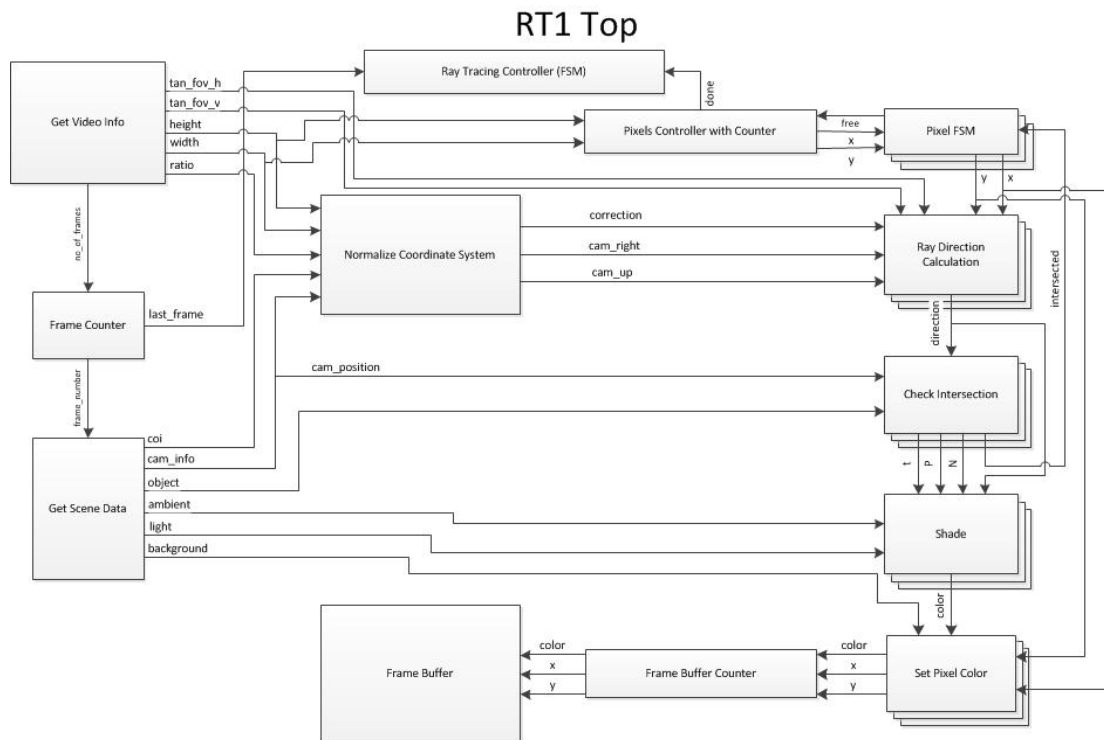 RT1 Top
Get Video Info
tan_fov_h
tan_fov_v
height
width
ratio
Ray Tracing Controller (FSM)
done
Pixels Controller with Counter
free
x
y
Pixel FSM
y
x
no_of_frames
Normalize Coordinate System
correction
cam_right
cam_up
Ray Direction
Calculation
intersected
Frame Counter
last_frame
direction
frame_number
cam_position
Check Intersection
Get Scene Data
coi
cam_info
object
ambient
light
background
t
P
N
Shade
color
Frame Buffer
color
x
y
Frame Buffer Counter
color
x
y
Set Pixel Color